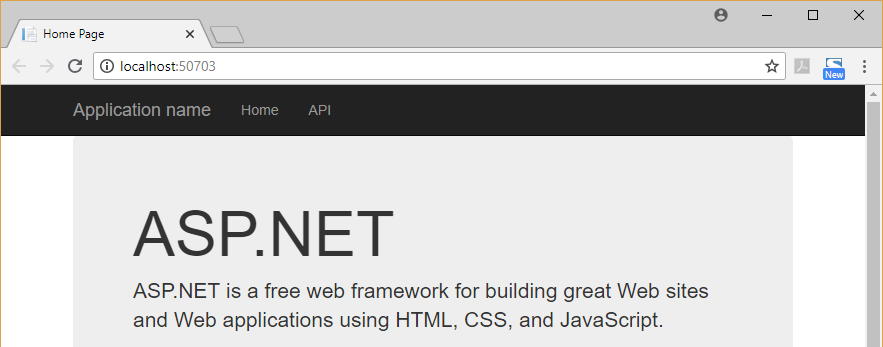 Home Page
localhost:50703
New
Application name Home API
ASP.NET
ASP.NET is a free web framework for building great Web sites
and Web applications using HTML, CSS, and JavaScript.